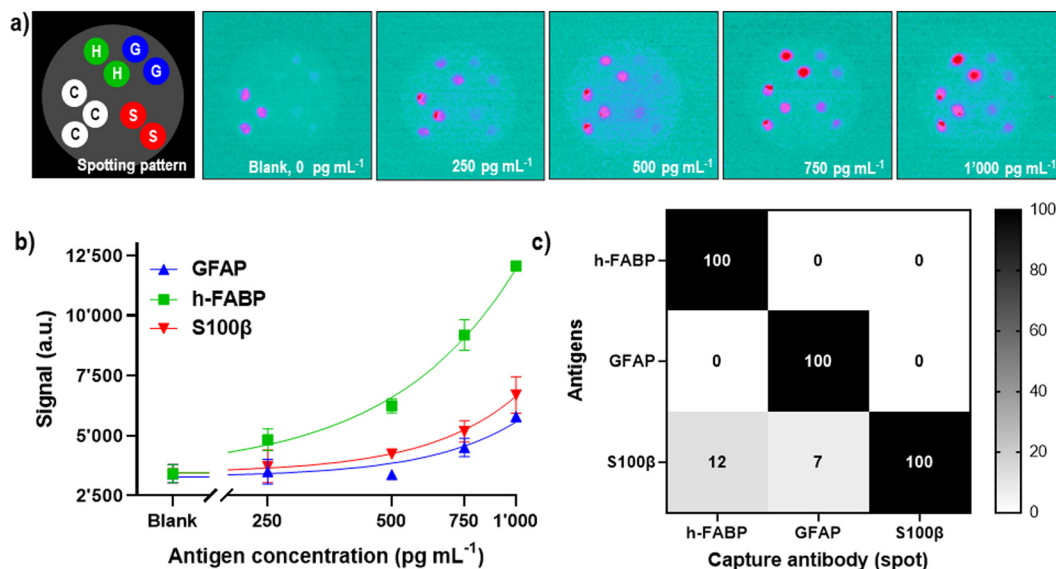 a)
H G
H G
C
C
C S
S
Spotting pattern
Blank, 0 pg mL⁻¹
250 pg mL⁻¹
500 pg mL⁻¹
750 pg mL⁻¹
1'000 pg mL⁻¹
b)
12'500
10'000
7'500
5'000
2'500
Signal (a.u.)
GFAP
h-FABP
S100β
Blank 250 500 750 1'000
Antigen concentration (pg mL⁻¹)
c)
Antigens
h-FABP 100 0 0
GFAP 0 100 0
S100β 12 7 100
h-FABP GFAP S100β
Capture antibody (spot)
100
80
60
40
20
0